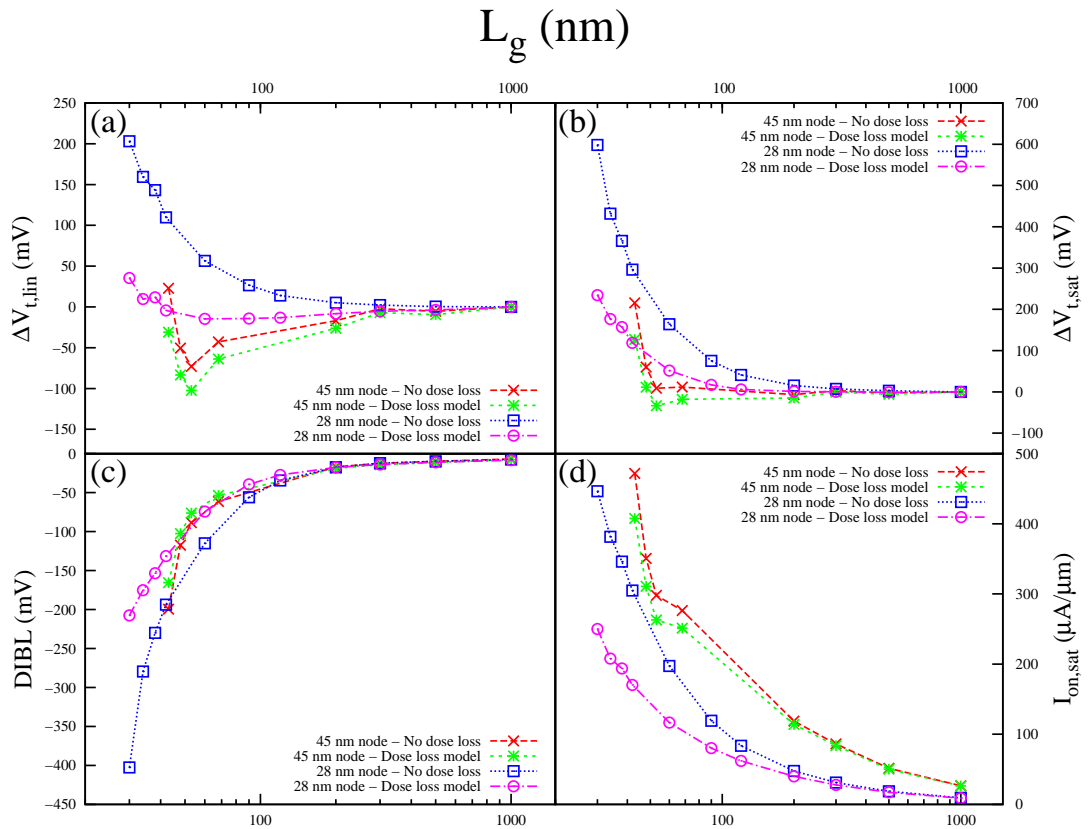 L_g (nm)
100 1000 100 1000
(a)
250
200
150
100
50
0
−50
−100
−150
ΔV_t,lin (mV)
45 nm node – No dose loss
45 nm node – Dose loss model
28 nm node – No dose loss
28 nm node – Dose loss model
(b)
45 nm node – No dose loss
45 nm node – Dose loss model
28 nm node – No dose loss
28 nm node – Dose loss model
700
600
500
400
300
200
100
0
−100
ΔV_t,sat (mV)
(c)
0
−50
−100
−150
−200
−250
−300
−350
−400
−450
DIBL (mV)
45 nm node – No dose loss
45 nm node – Dose loss model
28 nm node – No dose loss
28 nm node – Dose loss model
(d)
45 nm node – No dose loss
45 nm node – Dose loss model
28 nm node – No dose loss
28 nm node – Dose loss model
500
400
300
200
100
0
I_on,sat (μA/μm)
100 1000 100 1000